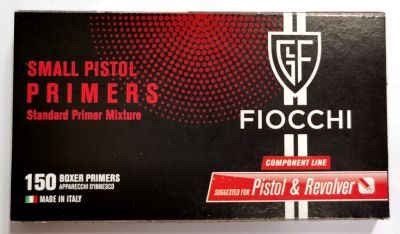 SMALL PISTOL
PRIMERS
Standard Primer Mixture
GF
FIOCCHI
COMPONENT LINE
SUGGESTED FOR Pistol & Revolver
150 BOXER PRIMERS
APPARECCHI D'INNESCO
MADE IN ITALY